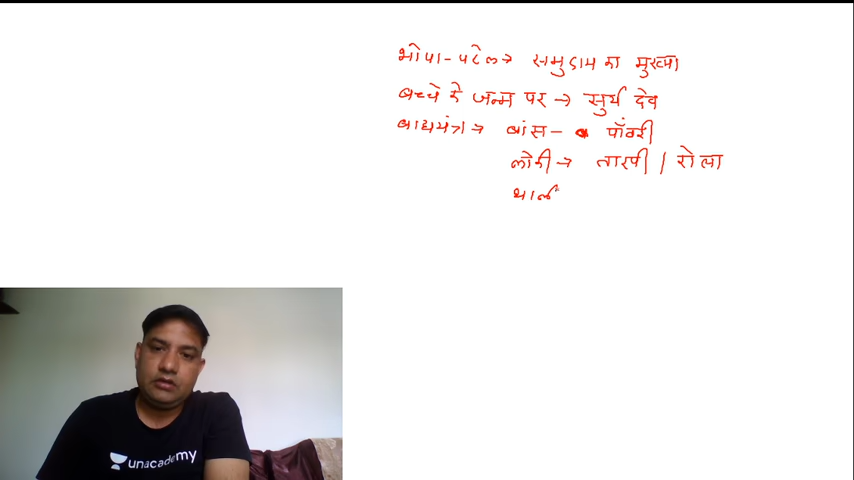 भोपा-पटेल→ समुदाय का मुख्या
बच्चे के जन्म पर → सुर्य देव
वाद्ययंत्र→ बांस- पॉवरी
लौकी→ तारपी / रोला
थाली
unacademy